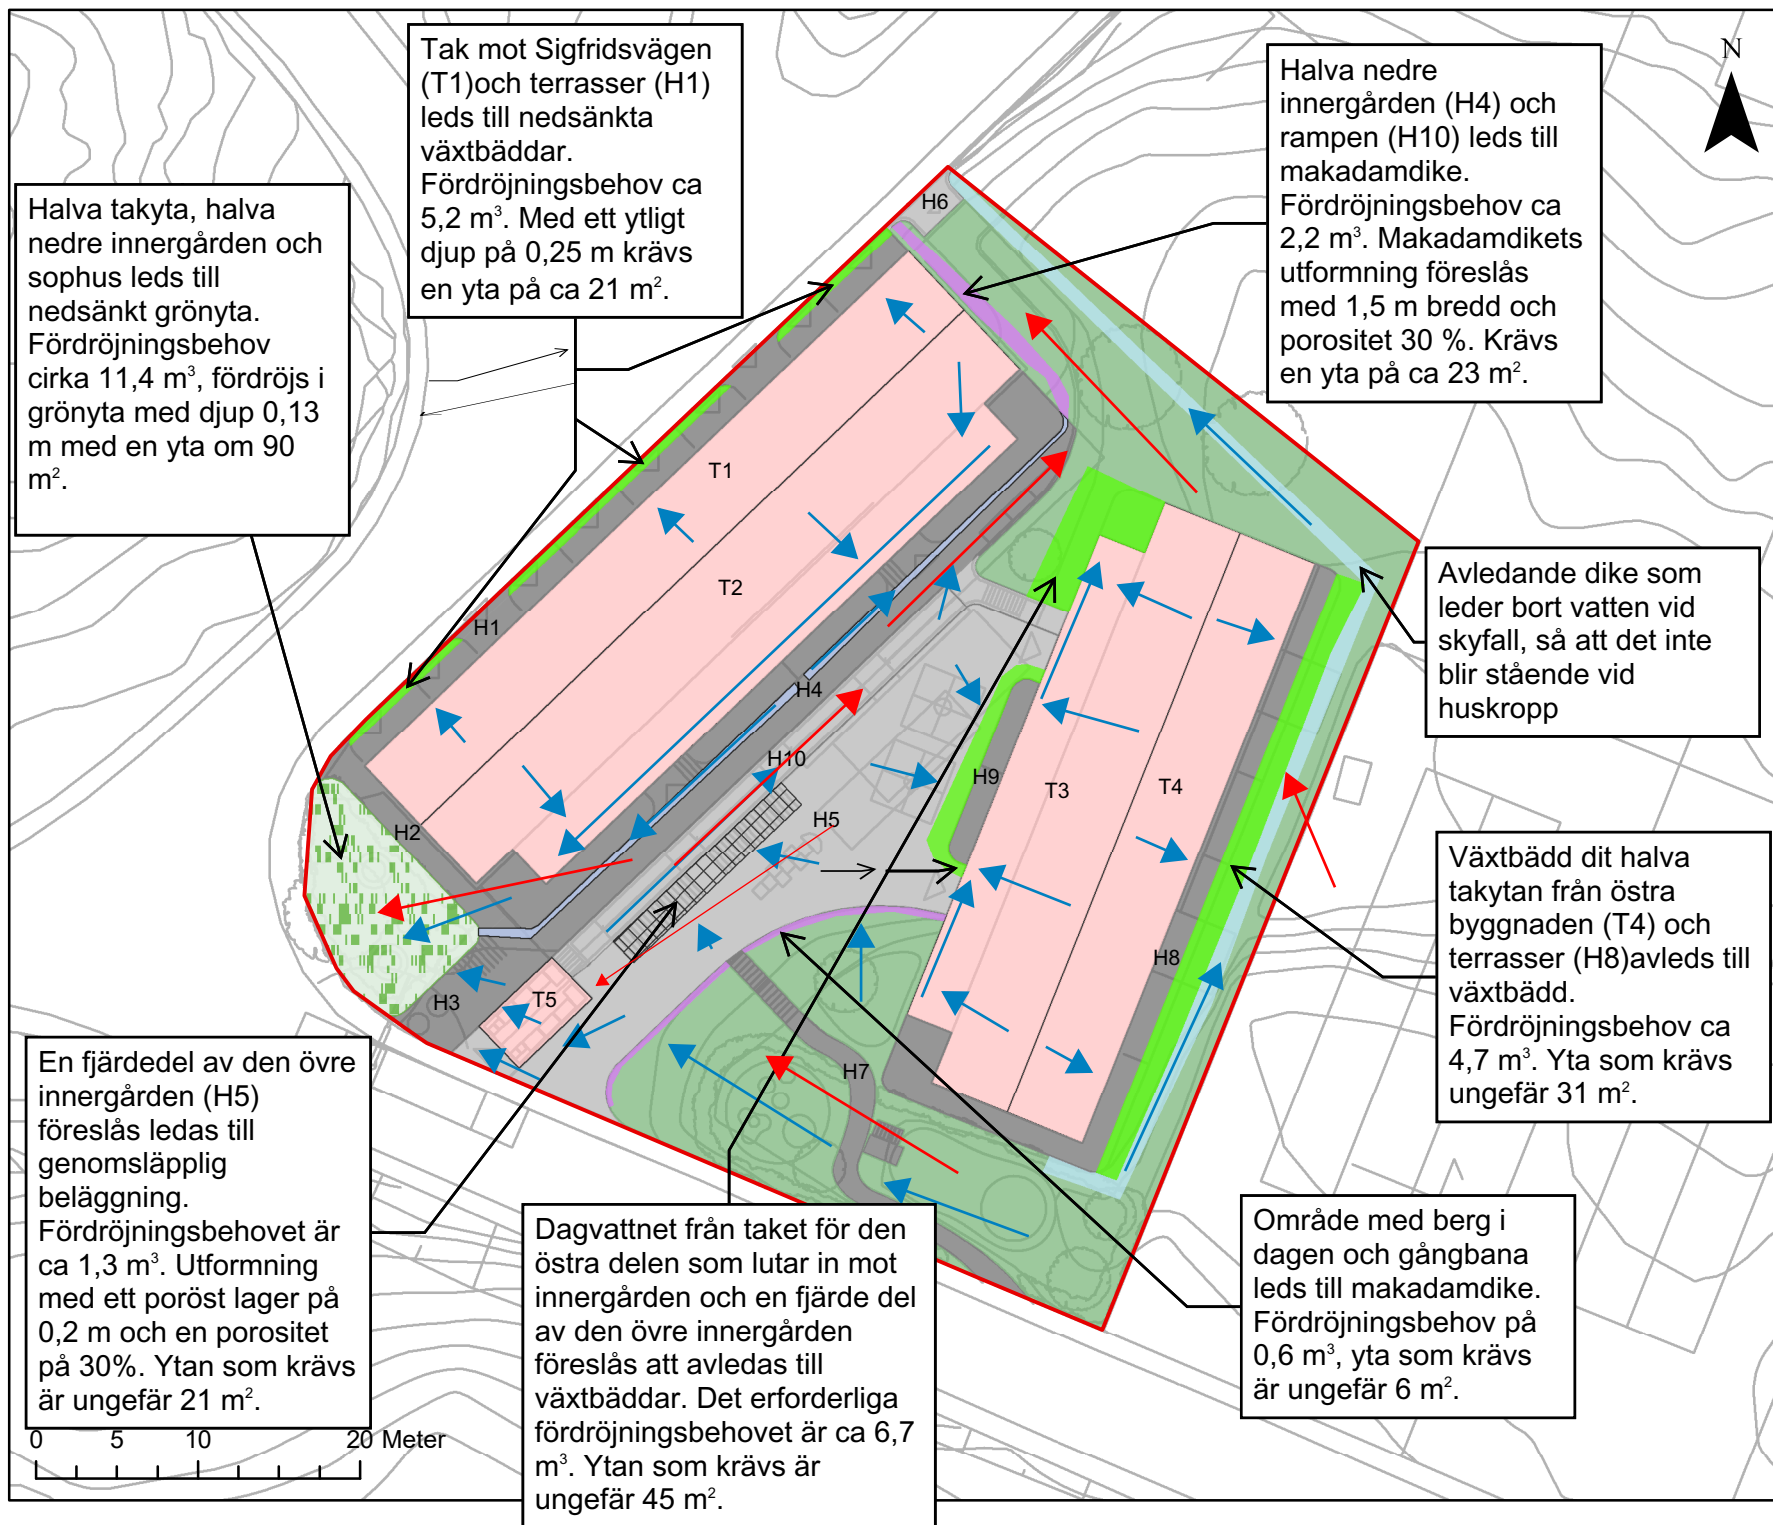 Tak mot Sigfridsvägen
(T1)och terrasser (H1)
leds till nedsänkta
växtbäddar.
Fördröjningsbehov ca
5,2 m³. Med ett ytligt
djup på 0,25 m krävs
en yta på ca 21 m².
Halva nedre
innergården (H4) och
rampen (H10) leds till
makadamdike.
Fördröjningsbehov ca
2,2 m³. Makadamdikets
utformning föreslås
med 1,5 m bredd och
porositet 30 %. Krävs
en yta på ca 23 m².
N
Halva takyta, halva
nedre innergården och
sophus leds till
nedsänkt grönyta.
Fördröjningsbehov
cirka 11,4 m³, fördröjs i
grönyta med djup 0,13
m med en yta om 90
m².
H6
T1
T2
H1
H4
H10
H2
H5
H9
T3
T4
H8
H3
T5
H7
Avledande dike som
leder bort vatten vid
skyfall, så att det inte
blir stående vid
huskropp
Växtbädd dit halva
takytan från östra
byggnaden (T4) och
terrasser (H8)avleds till
växtbädd.
Fördröjningsbehov ca
4,7 m³. Yta som krävs
ungefär 31 m².
En fjärdedel av den övre
innergården (H5)
föreslås ledas till
genomsläpplig
beläggning.
Fördröjningsbehovet är
ca 1,3 m³. Utformning
med ett poröst lager på
0,2 m och en porositet
på 30%. Ytan som krävs
är ungefär 21 m².
Dagvattnet från taket för den
östra delen som lutar in mot
innergården och en fjärde del
av den övre innergården
föreslås att avledas till
växtbäddar. Det erforderliga
fördröjningsbehovet är ca 6,7
m³. Ytan som krävs är
ungefär 45 m².
Område med berg i
dagen och gångbana
leds till makadamdike.
Fördröjningsbehov på
0,6 m³, yta som krävs
är ungefär 6 m².
0 5 10 20 Meter